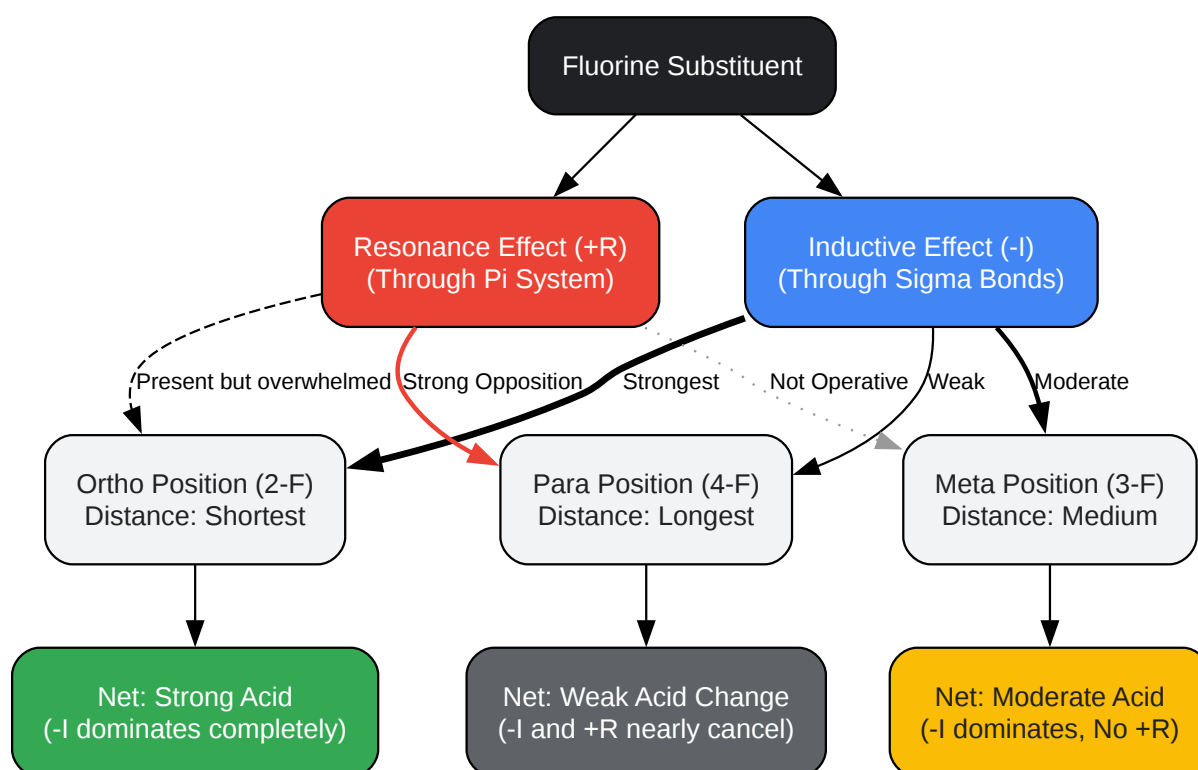 Fluorine Substituent
Resonance Effect (+R)
(Through Pi System)
Inductive Effect (-I)
(Through Sigma Bonds)
Present but overwhelmed
Strong Opposition
Strongest
Not Operative
Weak
Moderate
Ortho Position (2-F)
Distance: Shortest
Para Position (4-F)
Distance: Longest
Meta Position (3-F)
Distance: Medium
Net: Strong Acid
(-I dominates completely)
Net: Weak Acid Change
(-I and +R nearly cancel)
Net: Moderate Acid
(-I dominates, No +R)